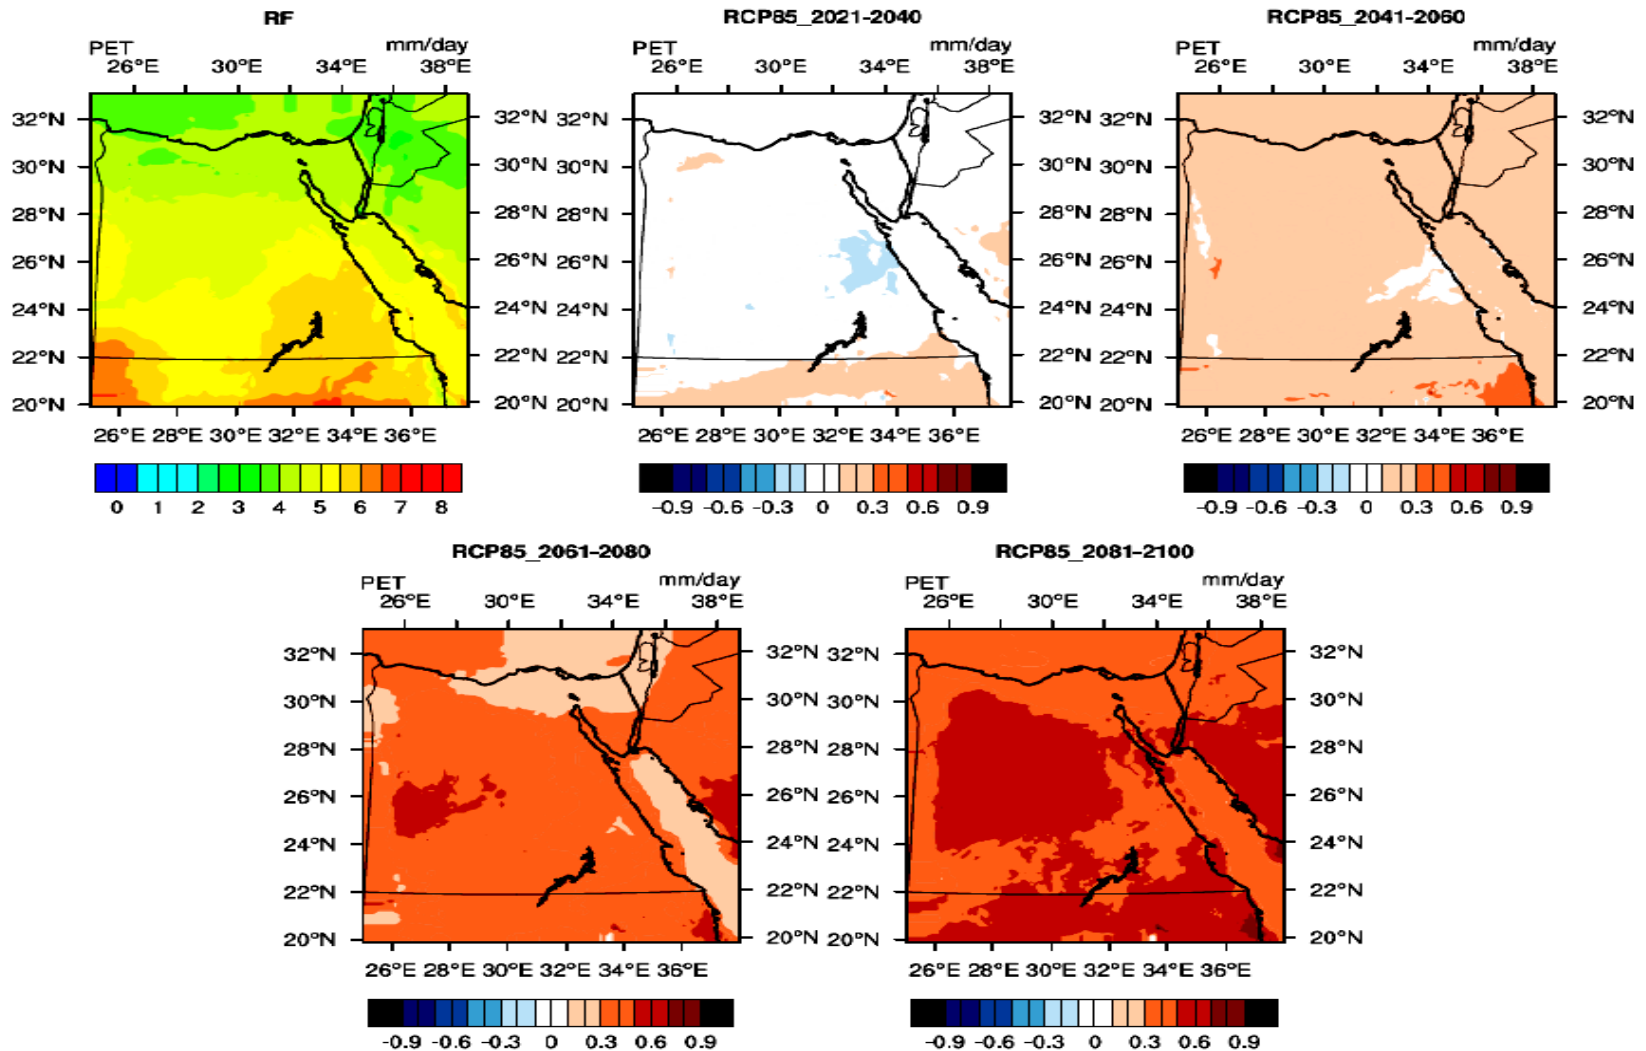 RF
RCP85_2021-2040
RCP85_2041-2060
PET mm/day
PET mm/day
PET mm/day
26°E 30°E 34°E 38°E
26°E 30°E 34°E 38°E
26°E 30°E 34°E 38°E
32°N 32°N 32°N 32°N 32°N 32°N
30°N 30°N 30°N 30°N 30°N 30°N
28°N 28°N 28°N 28°N 28°N 28°N
26°N 26°N 26°N 26°N 26°N 26°N
24°N 24°N 24°N 24°N 24°N 24°N
22°N 22°N 22°N 22°N 22°N 22°N
20°N 20°N 20°N 20°N 20°N 20°N
26°E 28°E 30°E 32°E 34°E 36°E
26°E 28°E 30°E 32°E 34°E 36°E
26°E 28°E 30°E 32°E 34°E 36°E
0 1 2 3 4 5 6 7 8
-0.9 -0.6 -0.3 0 0.3 0.6 0.9
-0.9 -0.6 -0.3 0 0.3 0.6 0.9
RCP85_2061-2080
RCP85_2081-2100
PET mm/day
PET mm/day
26°E 30°E 34°E 38°E
26°E 30°E 34°E 38°E
32°N 32°N 32°N 32°N
30°N 30°N 30°N 30°N
28°N 28°N 28°N 28°N
26°N 26°N 26°N 26°N
24°N 24°N 24°N 24°N
22°N 22°N 22°N 22°N
20°N 20°N 20°N 20°N
26°E 28°E 30°E 32°E 34°E 36°E
26°E 28°E 30°E 32°E 34°E 36°E
-0.9 -0.6 -0.3 0 0.3 0.6 0.9
-0.9 -0.6 -0.3 0 0.3 0.6 0.9